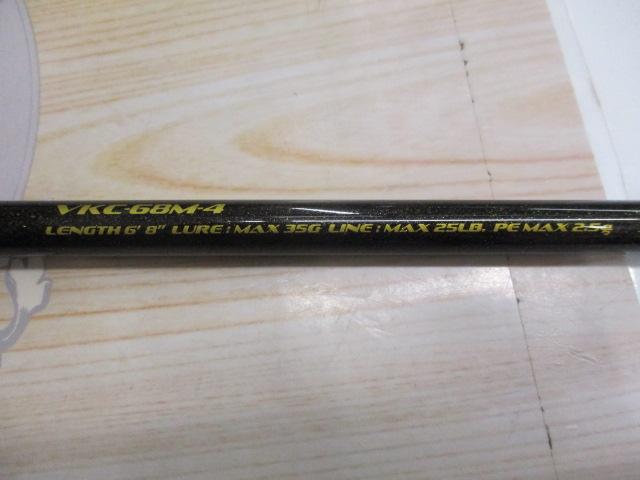 VKC-68M-4
LENGTH 6' 8" LURE : MAX 35G LINE : MAX 25LB. PE MAX 2.5